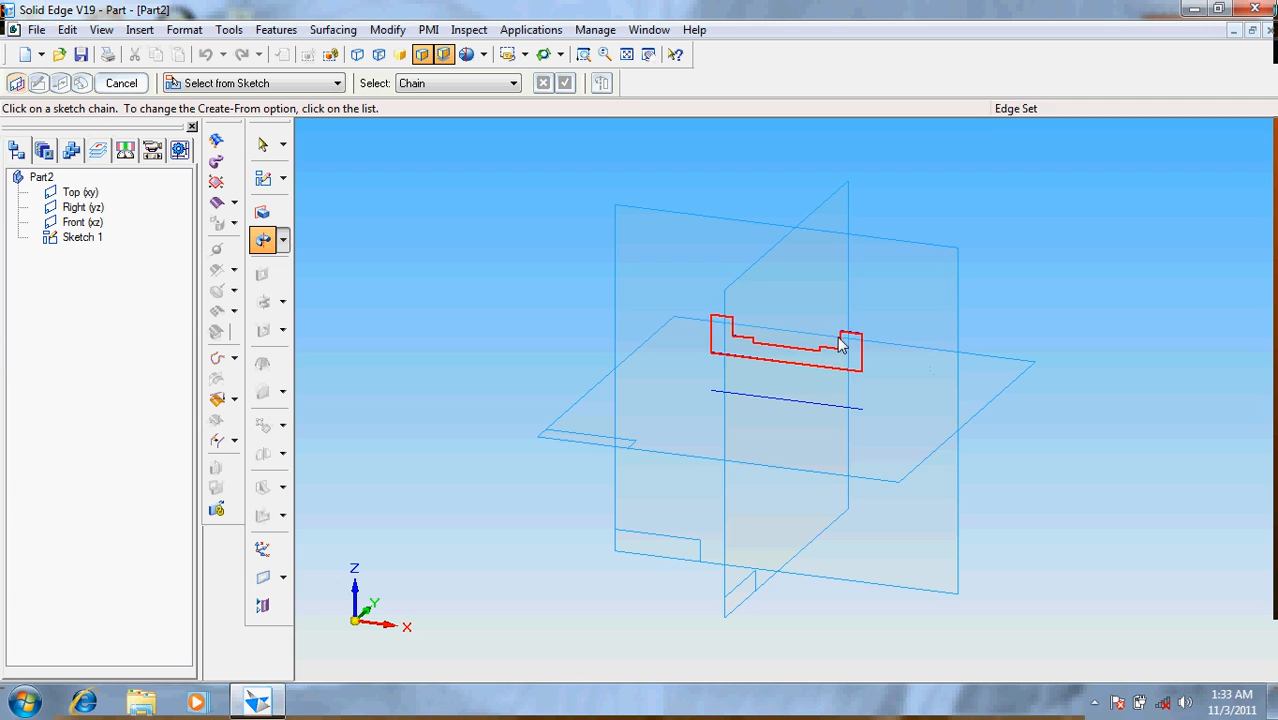 Solid Edge V19 - Part - [Part2]
File Edit View Insert Format Tools Features Surfacing Modify PMI Inspect Applications Manage Window Help
Cancel Select from Sketch Select: Chain
Click on a sketch chain. To change the Create-From option, click on the list. Edge Set
Part2
Top (xy)
Right (yz)
Front (xz)
Sketch 1
Z
Y
X
1:33 AM
11/3/2011